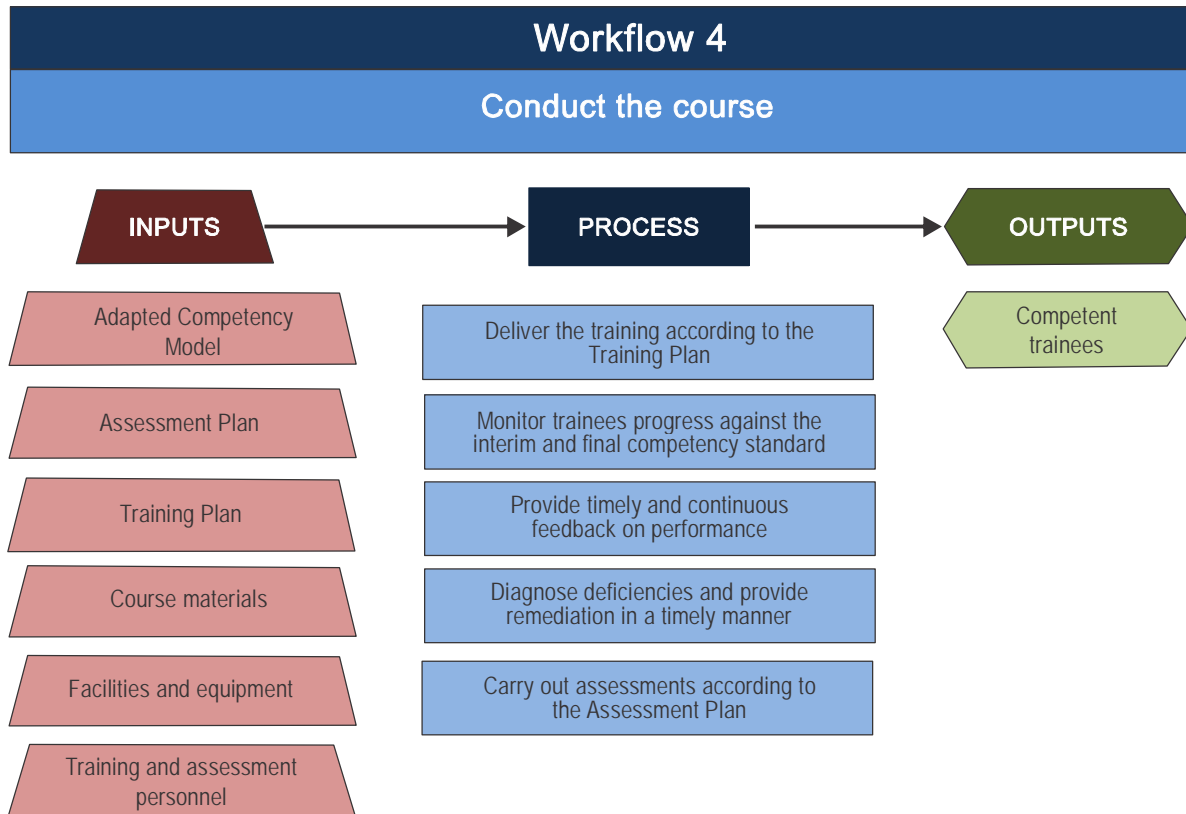 Workflow 4
Conduct the course
INPUTS
PROCESS
OUTPUTS
Adapted Competency
Model
Assessment Plan
Training Plan
Course materials
Facilities and equipment
Training and assessment
personnel
Deliver the training according to the
Training Plan
Monitor trainees progress against the
interim and final competency standard
Provide timely and continuous
feedback on performance
Diagnose deficiencies and provide
remediation in a timely manner
Carry out assessments according to
the Assessment Plan
Competent
trainees